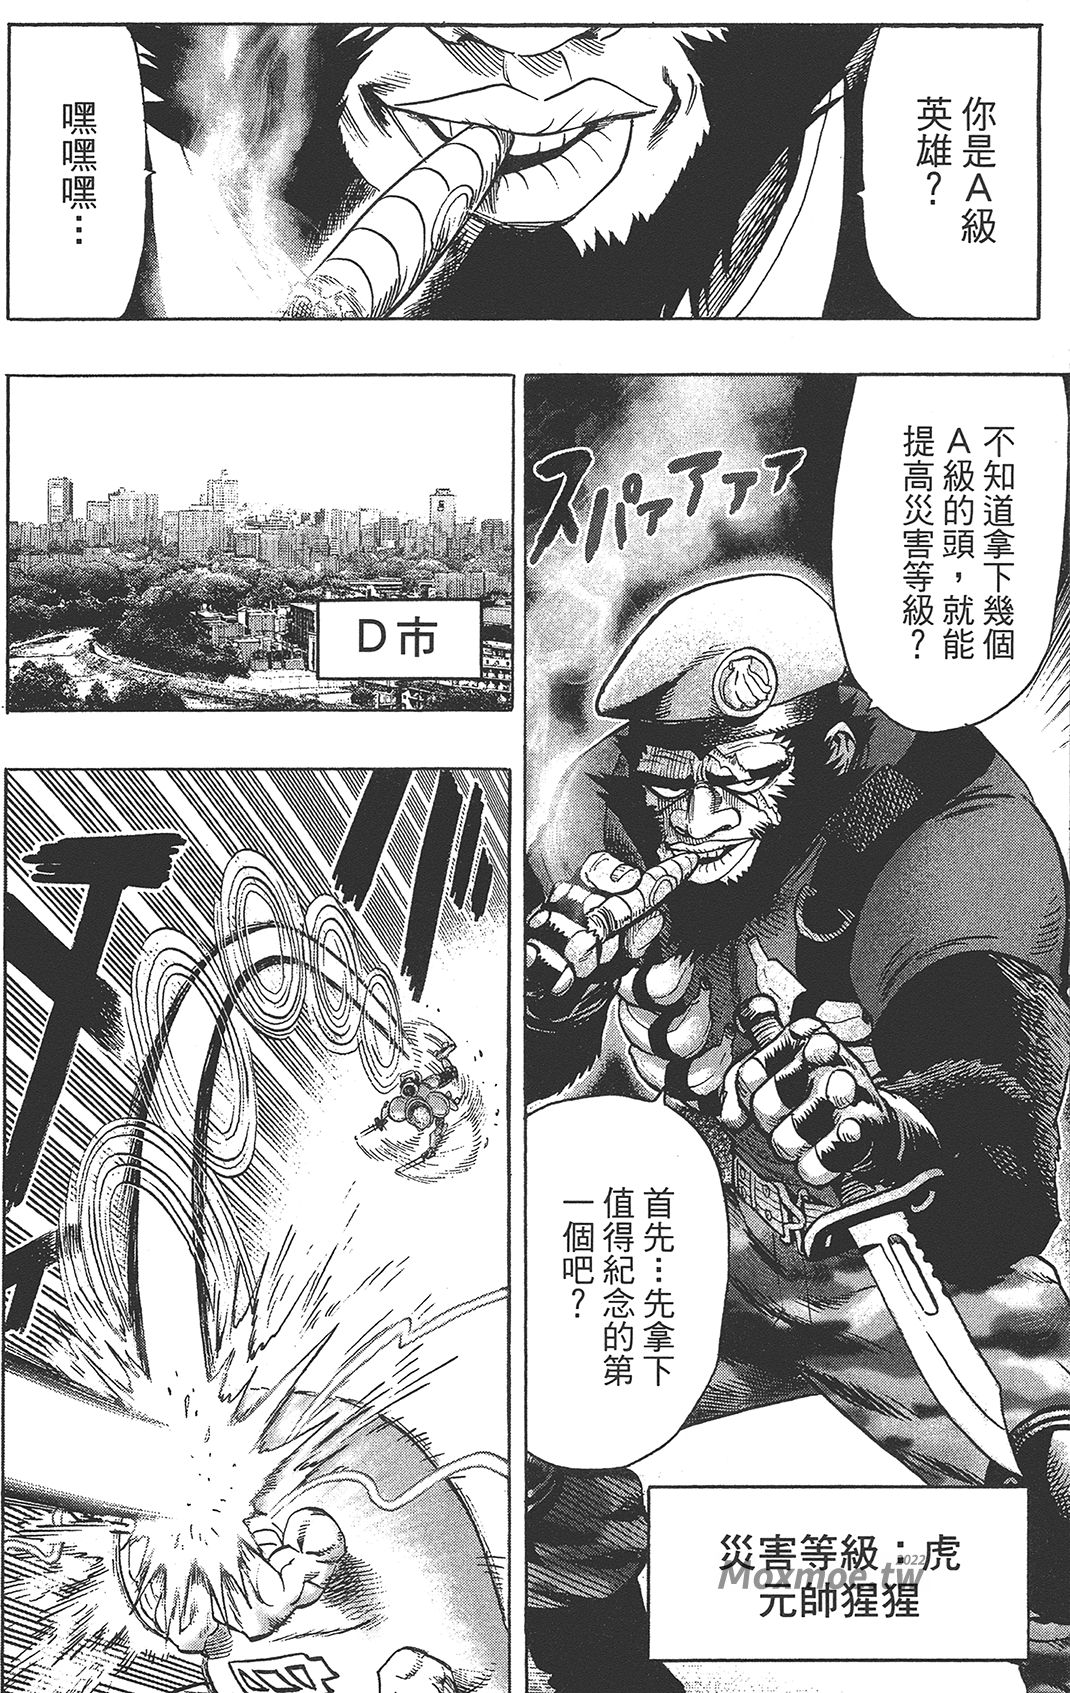 你是A級
英雄?
嘿嘿嘿…
不知道拿下幾個
A級的頭，就能
提高災害等級?
スパァアァァ
首先…先拿下
值得紀念的第
一個吧?
災害等級：虎
元帥猩猩
D市
2022
Moxmoe.tw